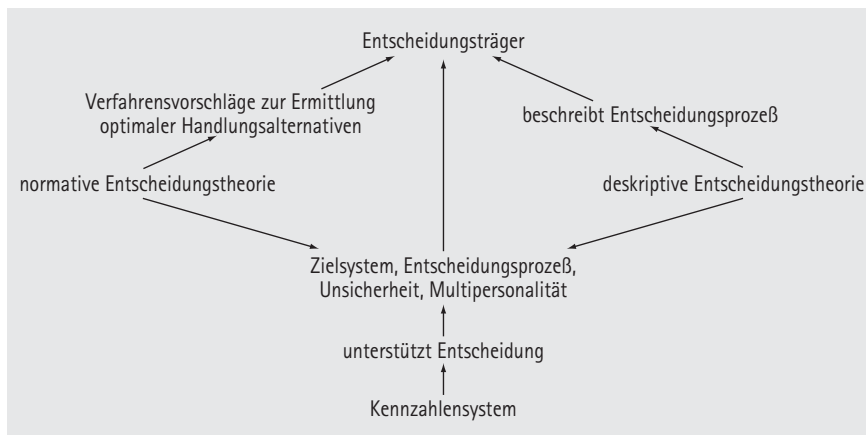 Entscheidungsträger
Verfahrensvorschläge zur Ermittlung
optimaler Handlungsalternativen
beschreibt Entscheidungsprozeß
normative Entscheidungstheorie
deskriptive Entscheidungstheorie
Zielsystem, Entscheidungsprozeß,
Unsicherheit, Multipersonalität
unterstützt Entscheidung
Kennzahlensystem